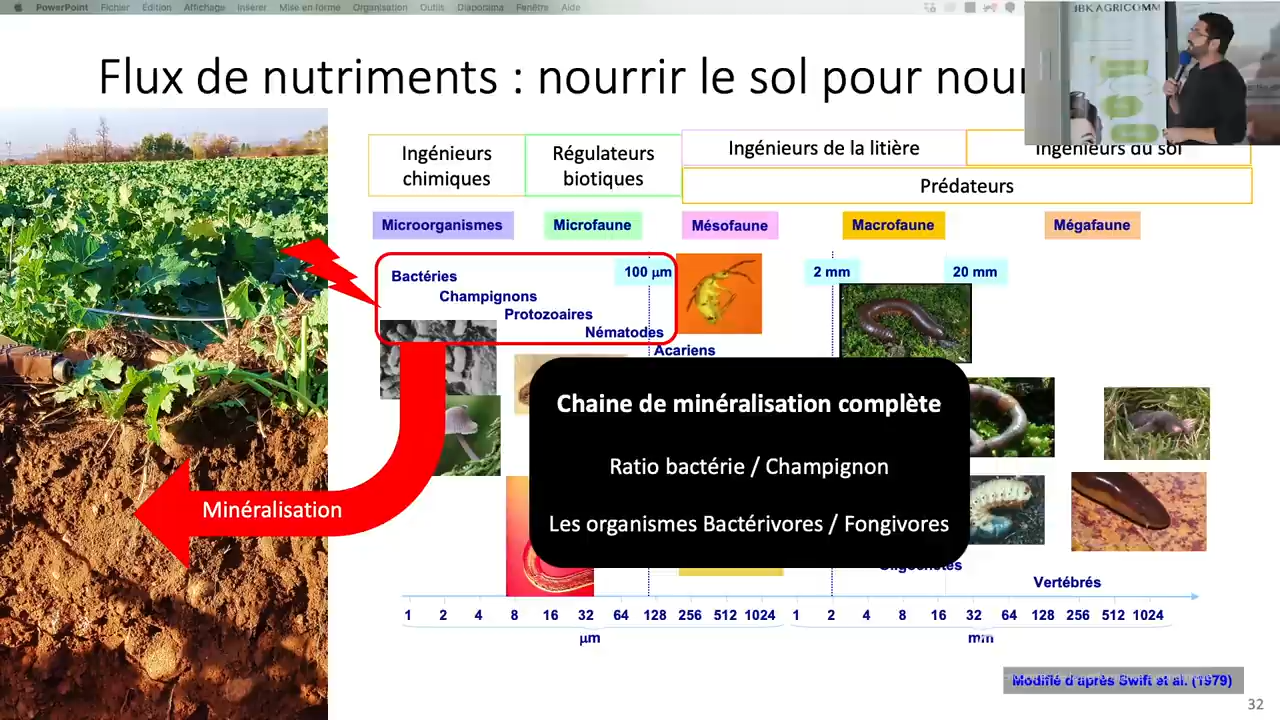 PowerPoint Fichier Édition Affichage Insérer Mise en forme Organisation Outils Diaporama Fenêtre Aide
JBK AGRICOMM
Flux de nutriments : nourrir le sol pour
Ingénieurs
chimiques
Régulateurs
biotiques
Ingénieurs de la litière
Ingénieurs du sol
Prédateurs
Microorganismes
Microfaune
Mésofaune
Macrofaune
Mégafaune
Bactéries
Champignons
Protozoaires
Nématodes
100 µm
2 mm
20 mm
Acariens
Chaine de minéralisation complète
Ratio bactérie / Champignon
Les organismes Bactérivores / Fongivores
Minéralisation
Oligochètes
Vertébrés
1 2 4 8 16 32 64 128 256 512 1024 1 2 4 8 16 32 64 128 256 512 1024
µm
mm
Modifié d'après Swift et al. (1979)
32